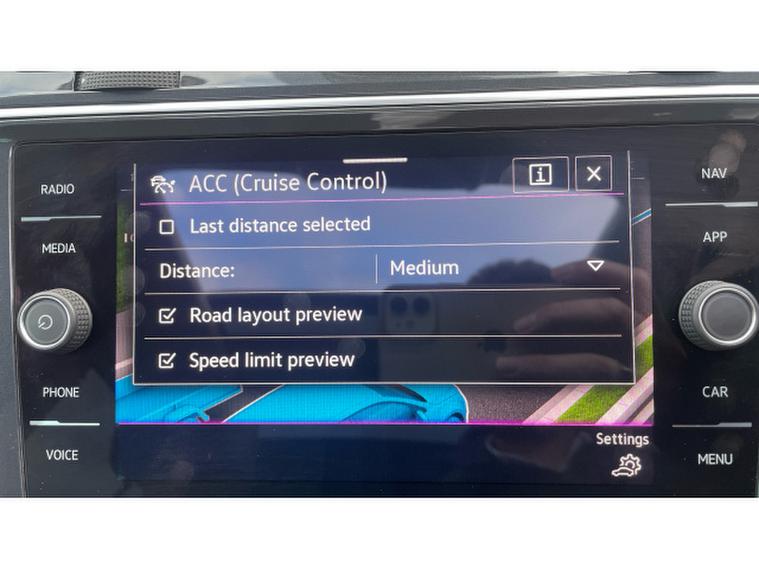 RADIO
MEDIA
PHONE
VOICE
ACC (Cruise Control)
i
Last distance selected
Distance: Medium
Road layout preview
Speed limit preview
Settings
NAV
APP
CAR
MENU